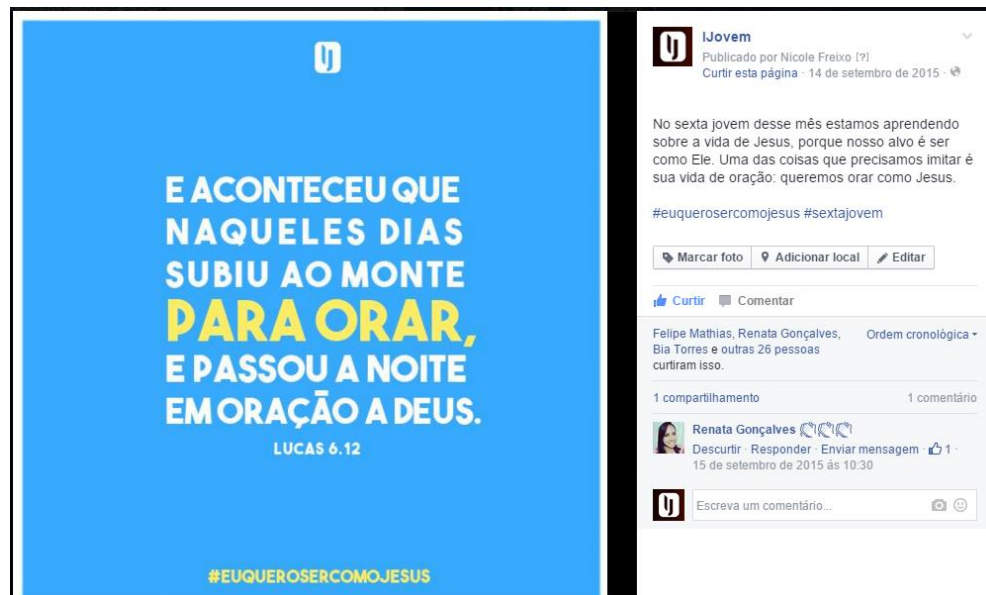 IJ
E ACONTECEU QUE
NAQUELES DIAS
SUBIU AO MONTE
PARA ORAR,
E PASSOU A NOITE
EM ORAÇÃO A DEUS.
LUCAS 6.12
#EUQUEROSERCOMOJESUS
IJ
IJovem
Publicado por Nicole Freixo [?]
Curtir esta página · 14 de setembro de 2015 ·
No sexta jovem desse mês estamos aprendendo
sobre a vida de Jesus, porque nosso alvo é ser
como Ele. Uma das coisas que precisamos imitar é
sua vida de oração: queremos orar como Jesus.
#euquerosercomojesus #sextajovem
Marcar foto Adicionar local Editar
Curtir Comentar
Felipe Mathias, Renata Gonçalves, Ordem cronológica
Bia Torres e outras 26 pessoas
curtiram isso.
1 compartilhamento 1 comentário
Renata Gonçalves
Descurtir · Responder · Enviar mensagem · 1 ·
15 de setembro de 2015 às 10:30
IJ
Escreva um comentário...